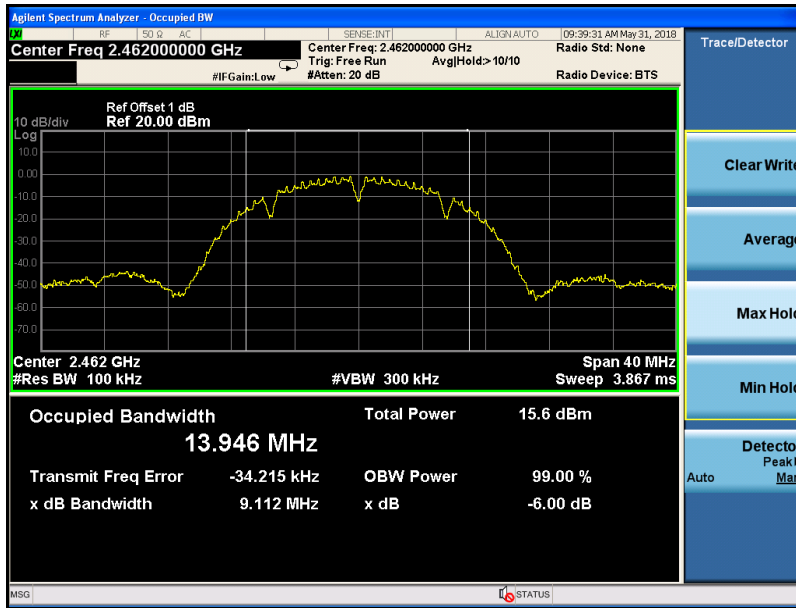 Agilent Spectrum Analyzer - Occupied BW
LXI RF 50 Ω AC SENSE:INT ALIGN AUTO 09:39:31 AM May 31, 2018
Center Freq 2.462000000 GHz
Center Freq: 2.462000000 GHz
Radio Std: None
Trig: Free Run Avg|Hold:> 10/10
#IFGain:Low #Atten: 20 dB Radio Device: BTS
Ref Offset 1 dB
10 dB/div Ref 20.00 dBm
Log
10.0
0.00
-10.0
-20.0
-30.0
-40.0
-50.0
-60.0
-70.0
Center 2.462 GHz Span 40 MHz
#Res BW 100 kHz #VBW 300 kHz Sweep 3.867 ms
Occupied Bandwidth Total Power 15.6 dBm
13.946 MHz
Transmit Freq Error -34.215 kHz OBW Power 99.00 %
x dB Bandwidth 9.112 MHz x dB -6.00 dB
MSG STATUS
Trace/Detector
Clear Write
Average
Max Hold
Min Hold
Detector
Peak
Auto Man